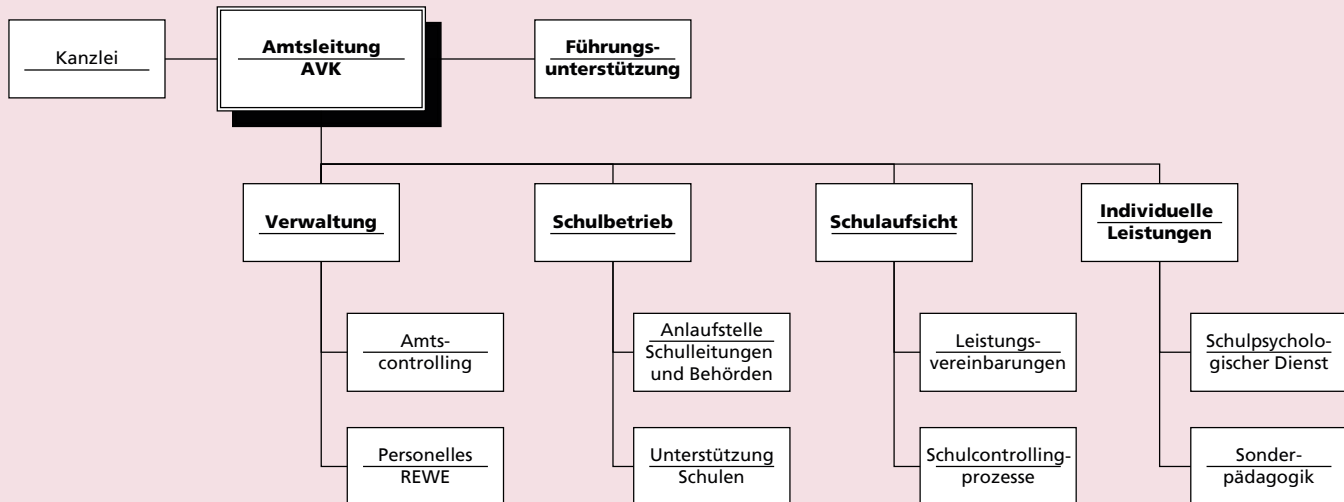 Kanzlei
Amtsleitung
AVK
Führungs-
unterstützung
Verwaltung
Schulbetrieb
Schulaufsicht
Individuelle
Leistungen
Amts-
controlling
Anlaufstelle
Schulleitungen
und Behörden
Leistungs-
vereinbarungen
Schulpsycholo-
gischer Dienst
Personelles
REWE
Unterstützung
Schulen
Schulcontrolling-
prozesse
Sonder-
pädagogik